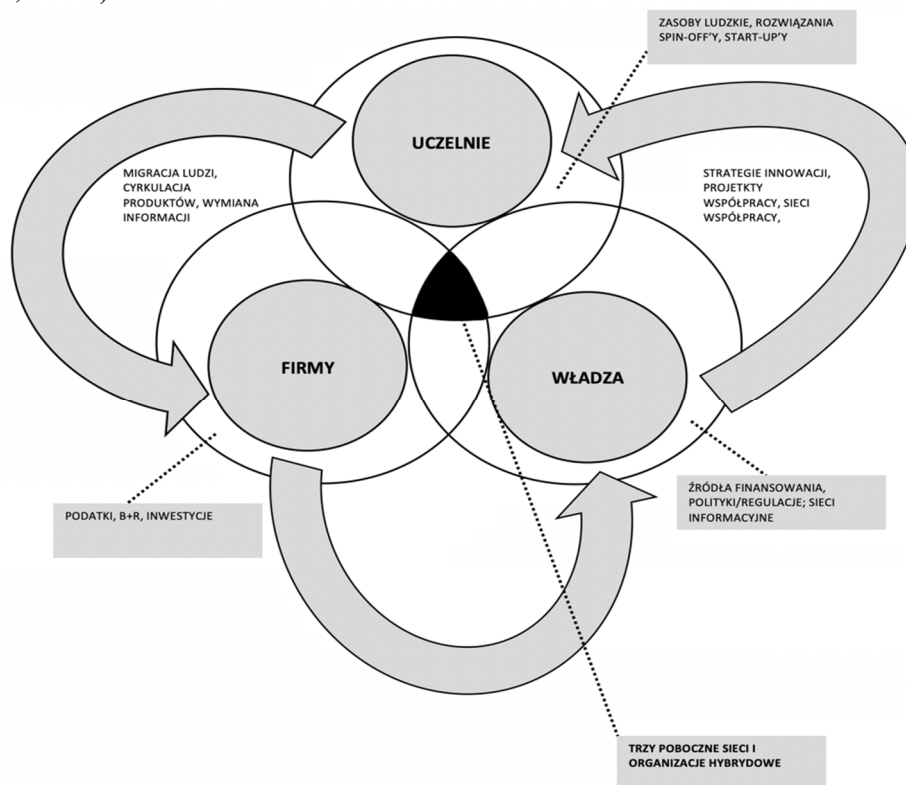 ZASOBY LUDZKIE, ROZWIĄZANIA
SPIN-OFF'Y, START-UP'Y
UCZELNIE
MIGRACJA LUDZI,
CYRKULACJA
PRODUKTÓW, WYMIANA
INFORMACJI
STRATEGIE INNOWACJI,
PROJETKTY
WSPÓŁPRACY, SIECI
WSPÓŁPRACY,
FIRMY
WŁADZA
PODATKI, B+R, INWESTYCJE
ŹRÓDŁA FINANSOWANIA,
POLITYKI/REGULACJE; SIECI
INFORMACYJNE
TRZY POBOCZNE SIECI I
ORGANIZACJE HYBRYDOWE